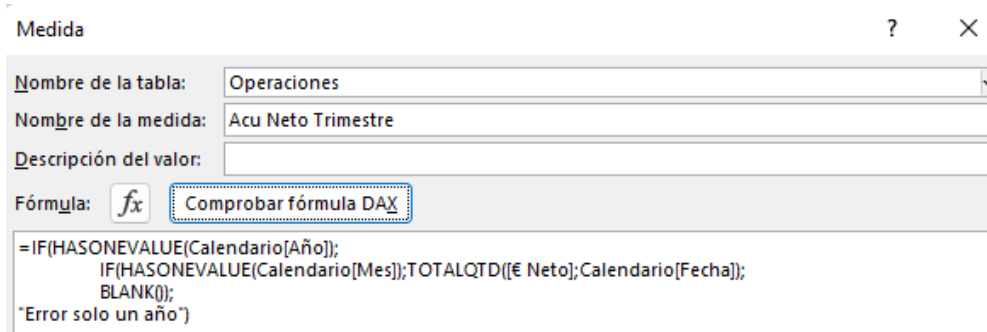 Medida ? ×
Nombre de la tabla: Operaciones
Nombre de la medida: Acu Neto Trimestre
Descripción del valor:
Fórmula: fx Comprobar fórmula DAX
=IF(HASONEVALUE(Calendario[Año]);
IF(HASONEVALUE(Calendario[Mes]);TOTALQTD([€ Neto];Calendario[Fecha]);
BLANK());
"Error solo un año")